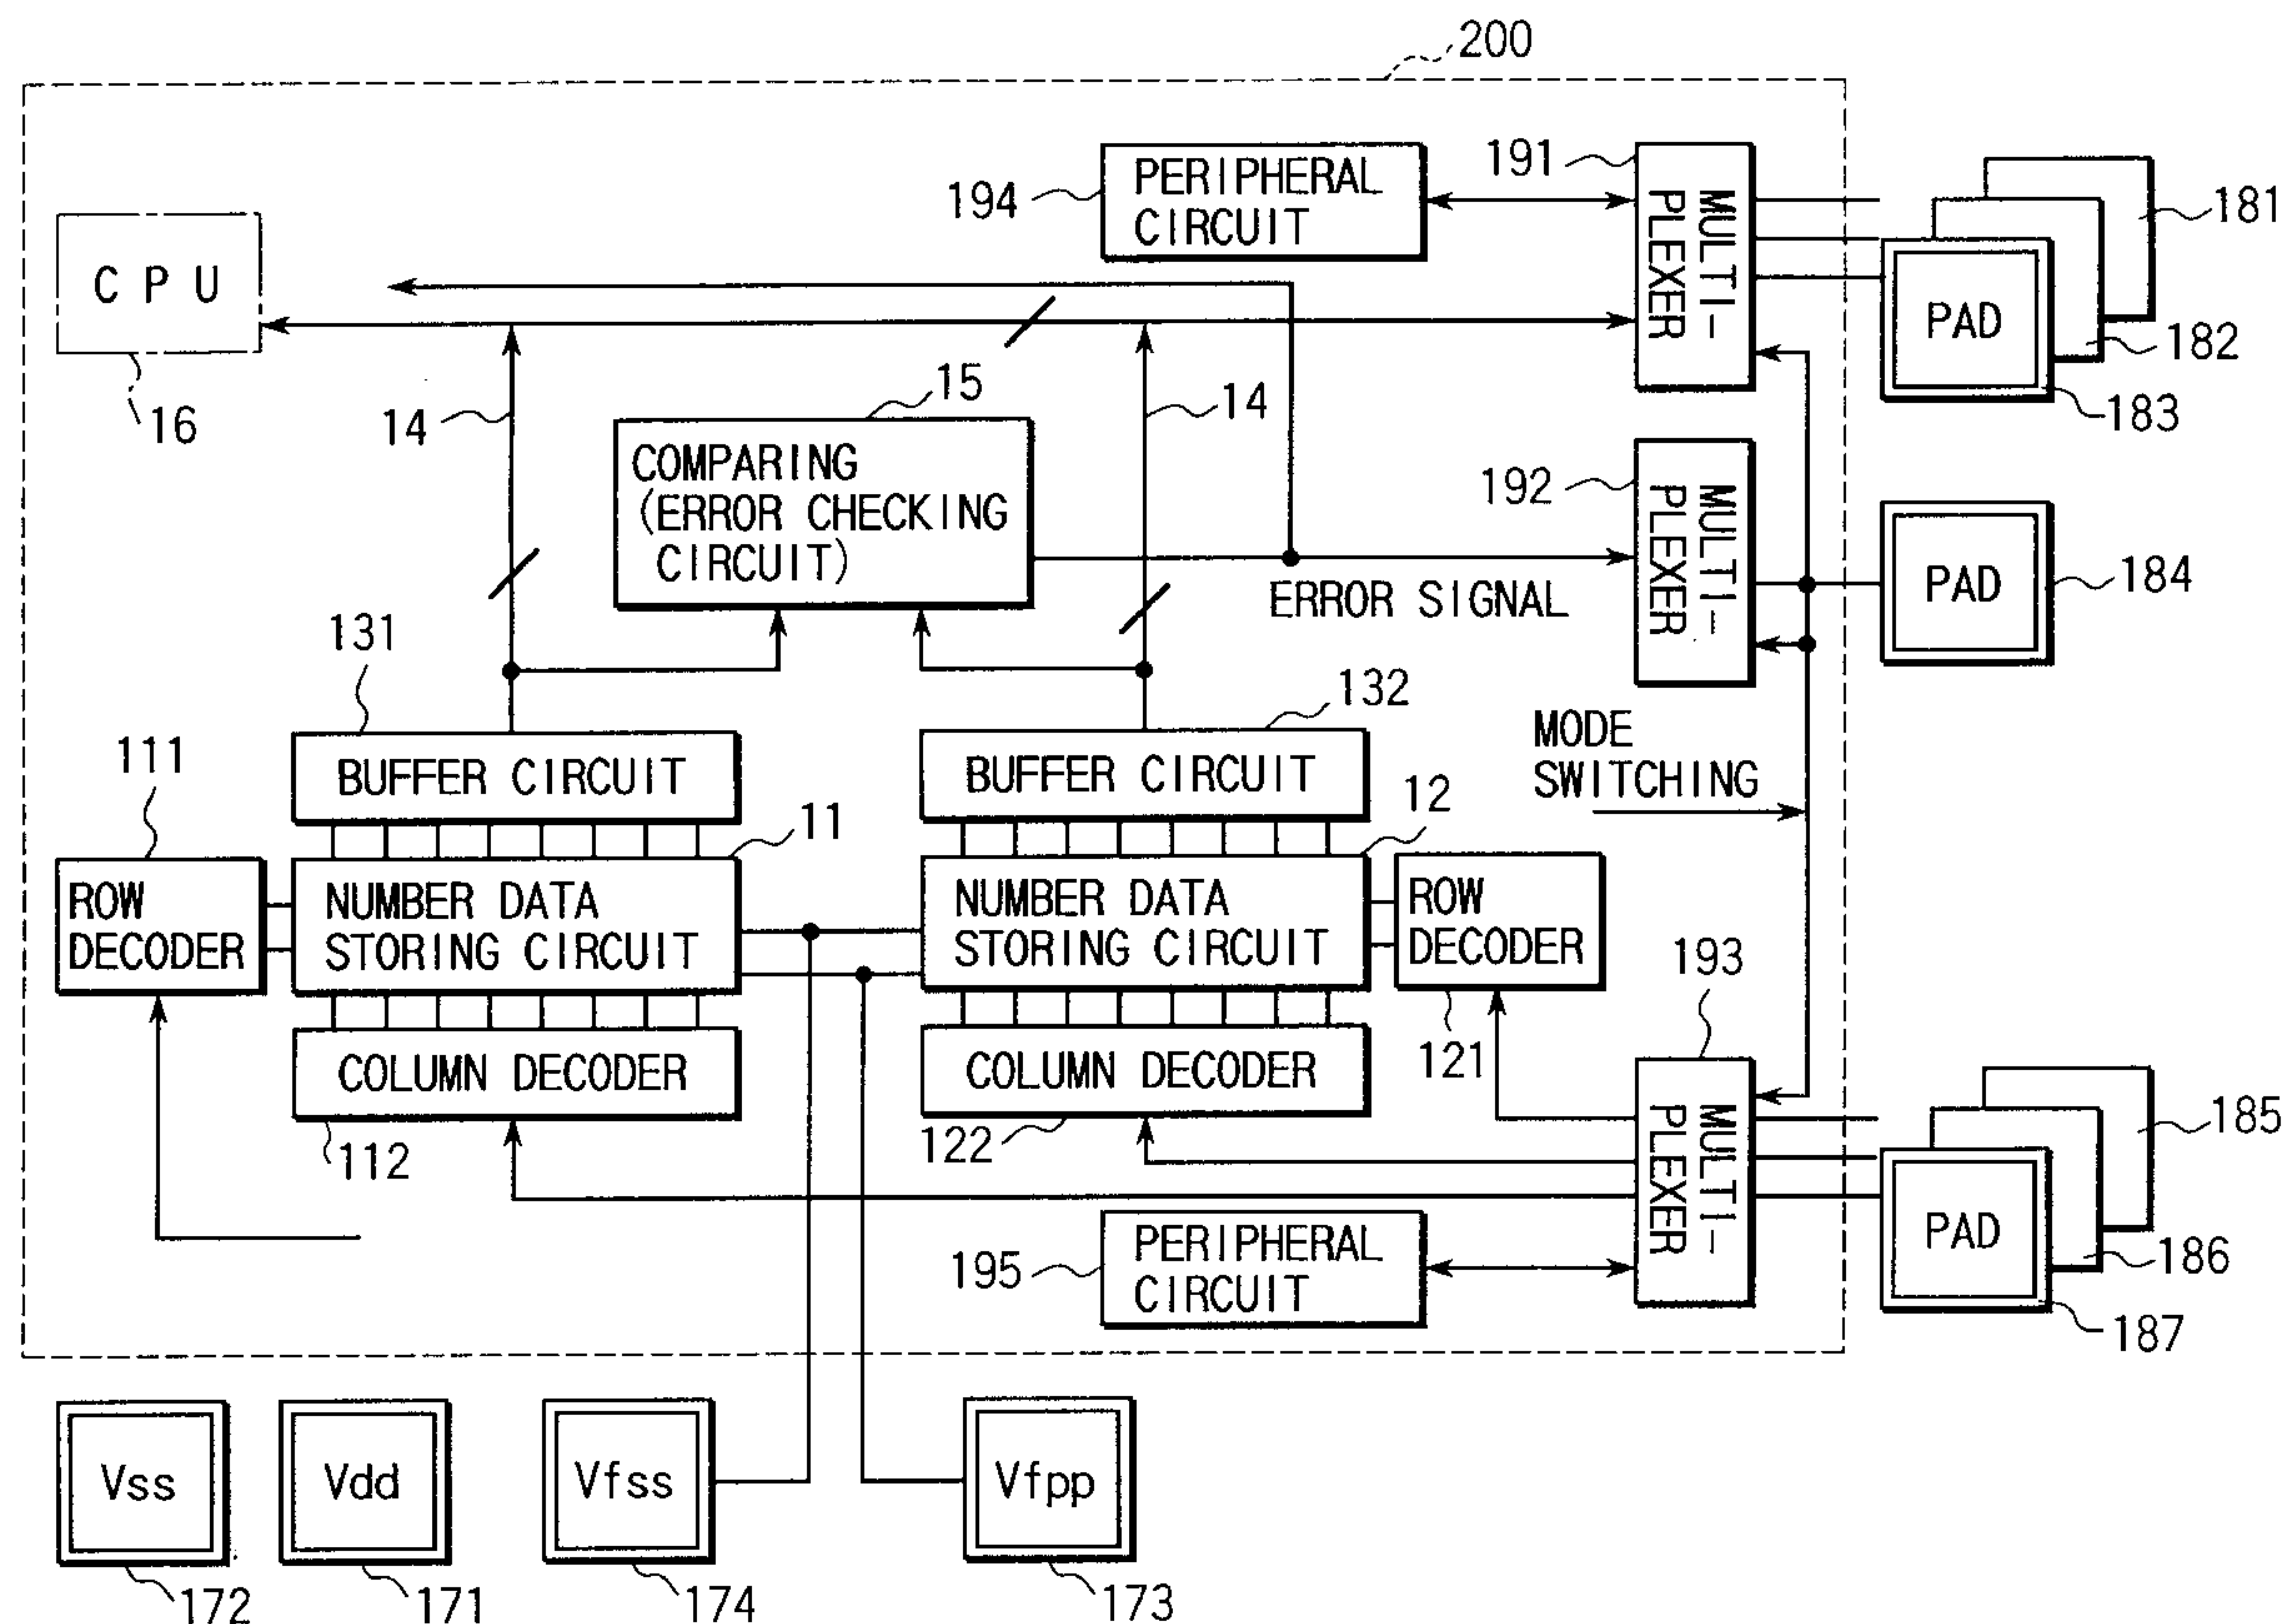 200
PERIPHERAL
CIRCUIT
194
191
MULTI-
PLEXER
181
182
PAD
183
CPU
16
14
15
14
COMPARING
(ERROR CHECKING
CIRCUIT)
192
MULTI-
PLEXER
PAD
184
ERROR SIGNAL
131
BUFFER CIRCUIT
132
BUFFER CIRCUIT
MODE
SWITCHING
111
ROW
DECODER
11
NUMBER DATA
STORING CIRCUIT
12
NUMBER DATA
STORING CIRCUIT
ROW
DECODER
121
193
MULTI-
PLEXER
COLUMN DECODER
112
COLUMN DECODER
122
185
186
PAD
187
195
PERIPHERAL
CIRCUIT
Vss
172
Vdd
171
Vfss
174
Vfpp
173